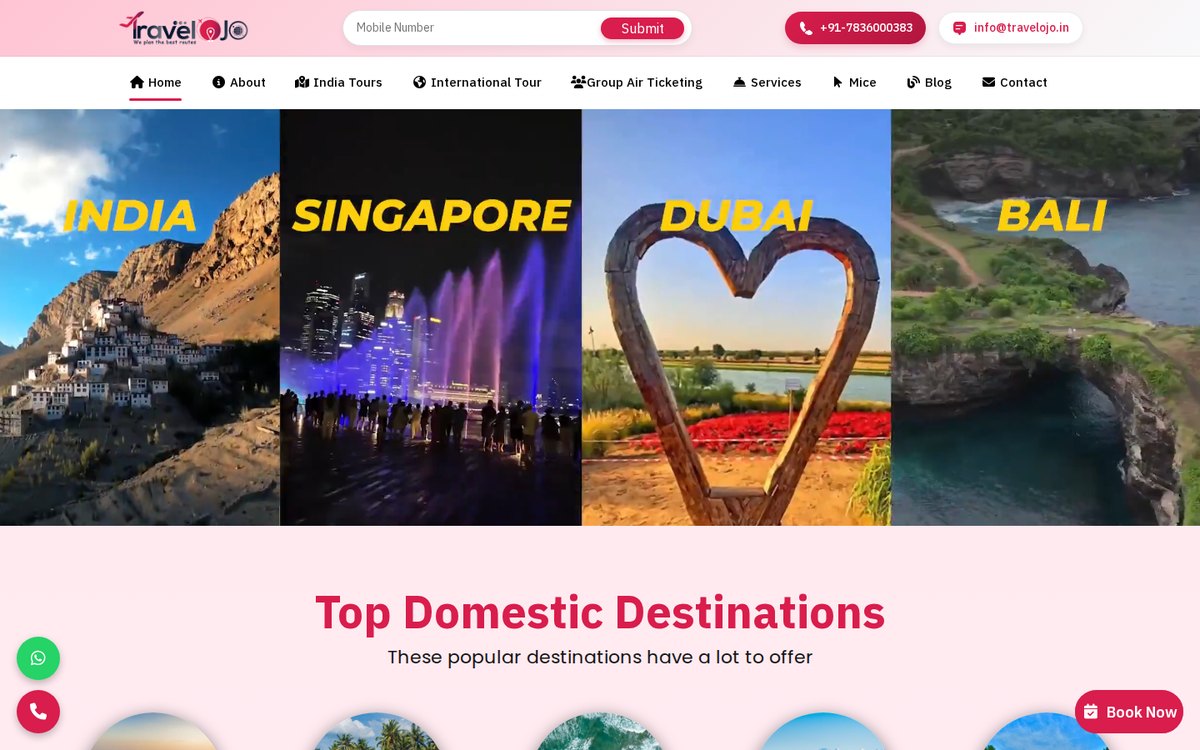 Travel OJO
We plan the best routes
Mobile Number
Submit
+91-7836000383
info@travelojo.in
Home
About
India Tours
International Tour
Group Air Ticketing
Services
Mice
Blog
Contact
INDIA
SINGAPORE
DUBAI
BALI
Top Domestic Destinations
These popular destinations have a lot to offer
Book Now